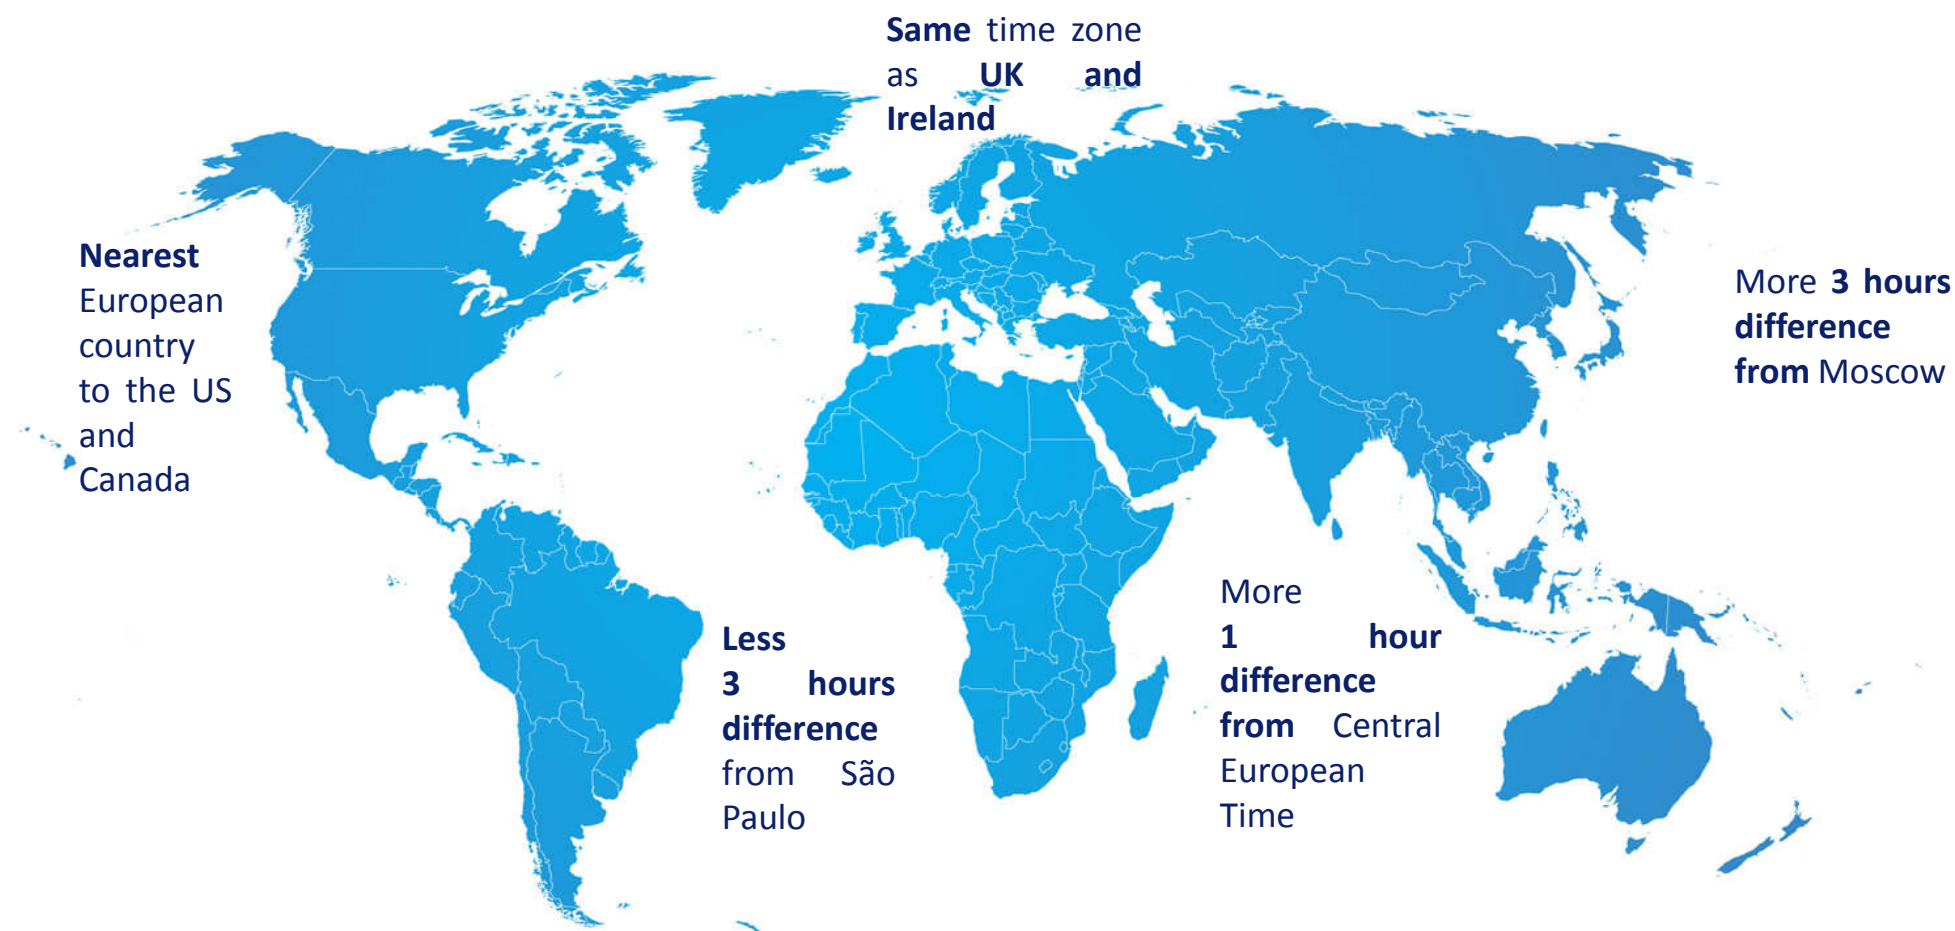 Same time zone
as UK and
Ireland
Nearest
European
country
to the US
and
Canada
More 3 hours
difference
from Moscow
Less
3 hours
difference
from São
Paulo
More
1 hour
difference
from Central
European
Time